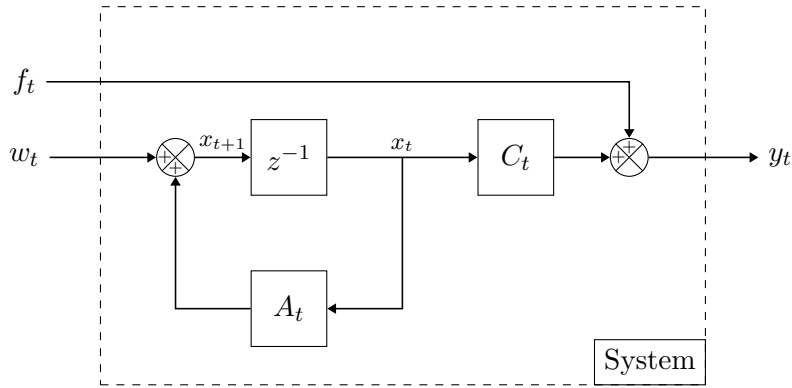 f_t
w_t
+
+
x_{t+1}
z^{-1}
x_t
C_t
+
+
y_t
A_t
System